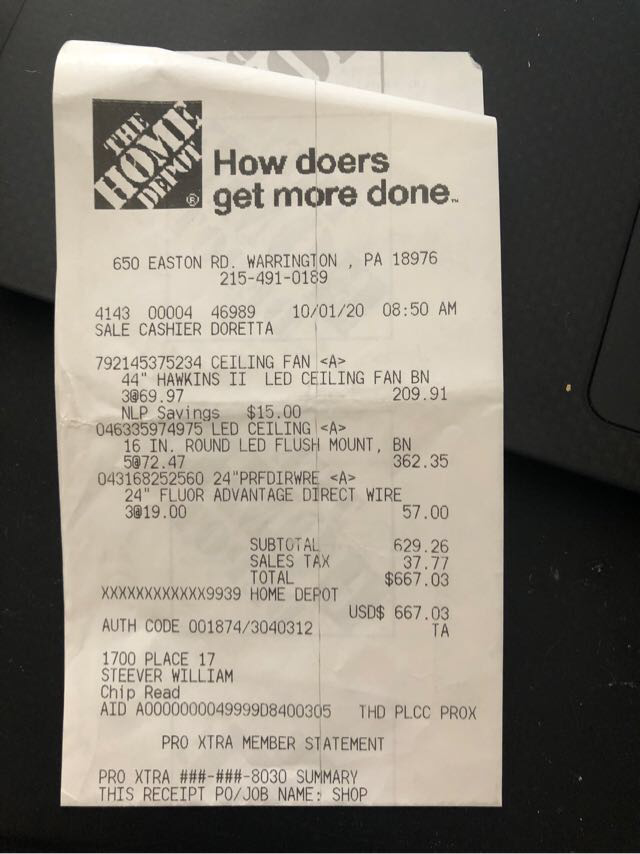 THE
HOME
DEPOT
®
How doers
get more done.™
650 EASTON RD. WARRINGTON , PA 18976
215-491-0189
4143 00004 46989 10/01/20 08:50 AM
SALE CASHIER DORETTA
792145375234 CEILING FAN <A>
44" HAWKINS II LED CEILING FAN BN
3@69.97 209.91
NLP Savings $15.00
046335974975 LED CEILING <A>
16 IN. ROUND LED FLUSH MOUNT, BN
5@72.47 362.35
043168252560 24"PRFDIRWRE <A>
24" FLUOR ADVANTAGE DIRECT WIRE
3@19.00 57.00
SUBTOTAL 629.26
SALES TAX 37.77
TOTAL $667.03
XXXXXXXXXXXX9939 HOME DEPOT
USD$ 667.03
AUTH CODE 001874/3040312 TA
1700 PLACE 17
STEEVER WILLIAM
Chip Read
AID A0000000049999D8400305 THD PLCC PROX
PRO XTRA MEMBER STATEMENT
PRO XTRA ###-###-8030 SUMMARY
THIS RECEIPT PO/JOB NAME: SHOP